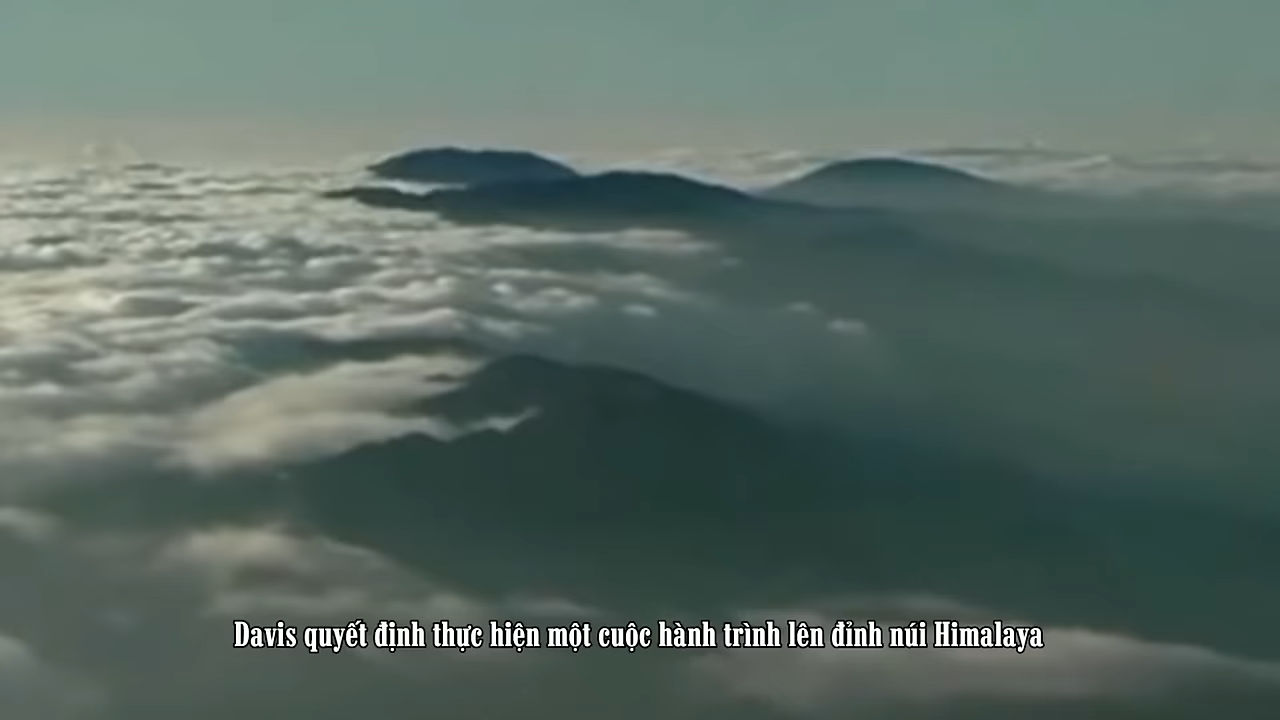 Davis quyết định thực hiện một cuộc hành trình lên đỉnh núi Himalaya